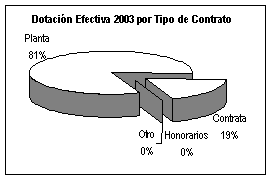 Dotación Efectiva 2003 por Tipo de Contrato
Planta
81%
Contrata
19%
Otro
0%
Honorarios
0%